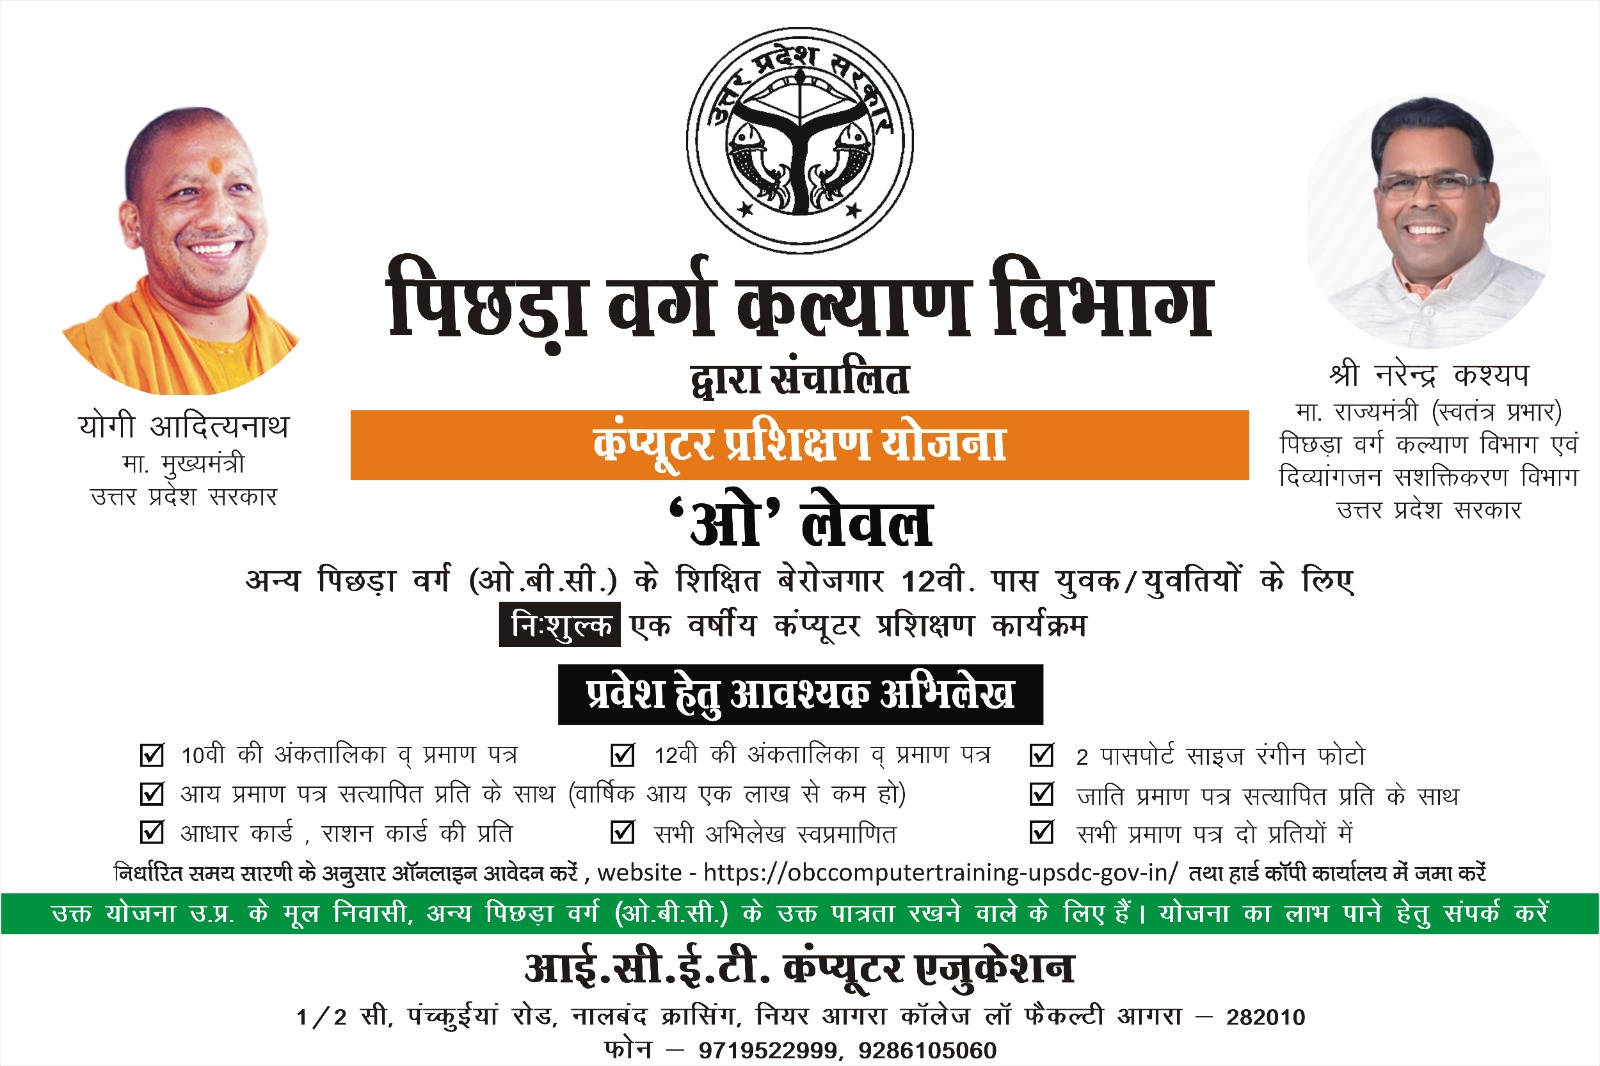 उत्तर प्रदेश सरकार
पिछड़ा वर्ग कल्याण विभाग
द्वारा संचालित
कंप्यूटर प्रशिक्षण योजना
‘ओ’ लेवल
योगी आदित्यनाथ
मा. मुख्यमंत्री
उत्तर प्रदेश सरकार
श्री नरेन्द्र कश्यप
मा. राज्यमंत्री (स्वतंत्र प्रभार)
पिछड़ा वर्ग कल्याण विभाग एवं
दिव्यांगजन सशक्तिकरण विभाग
उत्तर प्रदेश सरकार
अन्य पिछड़ा वर्ग (ओ.बी.सी.) के शिक्षित बेरोजगार 12वी. पास युवक/युवतियों के लिए
निःशुल्क एक वर्षीय कंप्यूटर प्रशिक्षण कार्यक्रम
प्रवेश हेतु आवश्यक अभिलेख
10वी की अंकतालिका व् प्रमाण पत्र
12वी की अंकतालिका व् प्रमाण पत्र
2 पासपोर्ट साइज रंगीन फोटो
आय प्रमाण पत्र सत्यापित प्रति के साथ (वार्षिक आय एक लाख से कम हो)
जाति प्रमाण पत्र सत्यापित प्रति के साथ
आधार कार्ड , राशन कार्ड की प्रति
सभी अभिलेख स्वप्रमाणित
सभी प्रमाण पत्र दो प्रतियों में
निर्धारित समय सारणी के अनुसार ऑनलाइन आवेदन करें , website - https://obccomputertraining-upsdc-gov-in/ तथा हार्ड कॉपी कार्यालय में जमा करें
उक्त योजना उ.प्र. के मूल निवासी, अन्य पिछड़ा वर्ग (ओ.बी.सी.) के उक्त पात्रता रखने वाले के लिए हैं। योजना का लाभ पाने हेतु संपर्क करें
आई.सी.ई.टी. कंप्यूटर एजुकेशन
1/2 सी, पंचकुईयां रोड, नालबंद क्रासिंग, नियर आगरा कॉलेज लॉ फैकल्टी आगरा – 282010
फोन – 9719522999, 9286105060